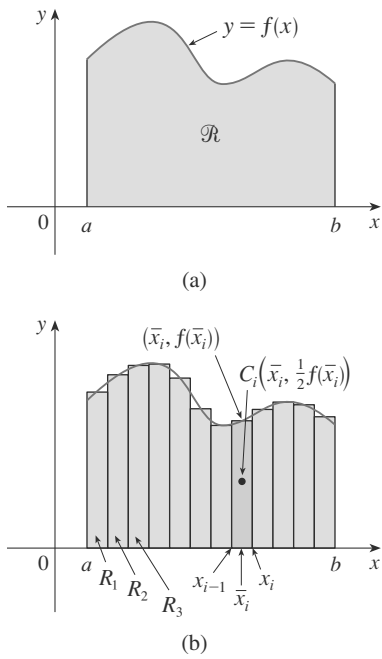 y
y = f(x)
ℛ
0 a b x
(a)
y
(x̄ᵢ, f(x̄ᵢ))
Cᵢ(x̄ᵢ, ½f(x̄ᵢ))
0 a R₁ R₂ R₃ xᵢ₋₁ x̄ᵢ xᵢ b x
(b)